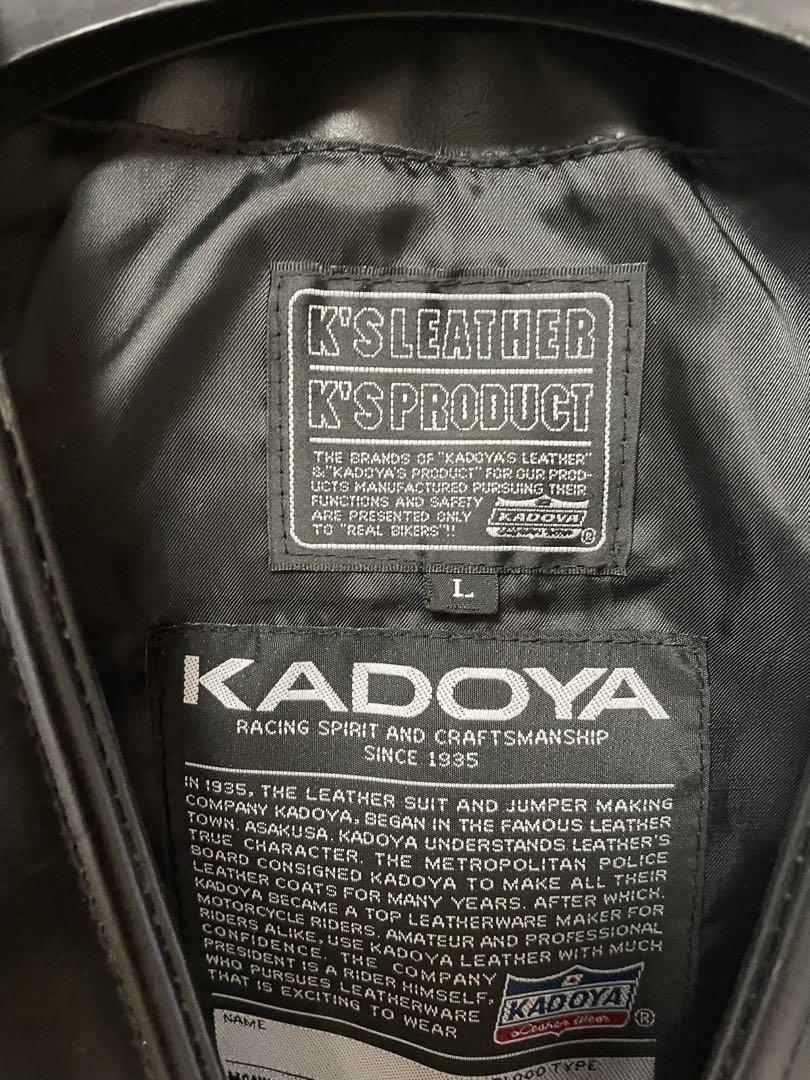 K'S LEATHER
K'S PRODUCT
THE BRANDS OF "KADOYA'S LEATHER"
&"KADOYA'S PRODUCT" FOR OUR PROD-
UCTS MANUFACTURED PURSUING THEIR
FUNCTIONS AND SAFETY
ARE PRESENTED ONLY
TO "REAL BIKERS"!!
KADOYA
®
L
KADOYA
RACING SPIRIT AND CRAFTSMANSHIP
SINCE 1935
IN 1935, THE LEATHER SUIT AND JUMPER MAKING
COMPANY KADOYA, BEGAN IN THE FAMOUS LEATHER
TOWN, ASAKUSA. KADOYA UNDERSTANDS LEATHER'S
TRUE CHARACTER. THE METROPOLITAN POLICE
BOARD CONSIGNED KADOYA TO MAKE ALL THEIR
LEATHER COATS FOR MANY YEARS. AFTER WHICH,
KADOYA BECAME A TOP LEATHERWARE MAKER FOR
MOTORCYCLE RIDERS. AMATEUR AND PROFESSIONAL
RIDERS ALIKE, USE KADOYA LEATHER WITH MUCH
CONFIDENCE. THE COMPANY
PRESIDENT IS A RIDER HIMSELF,
WHO PURSUES LEATHERWARE
THAT IS EXCITING TO WEAR
KADOYA
Leather Wear
®
NAME
BLOOD TYPE